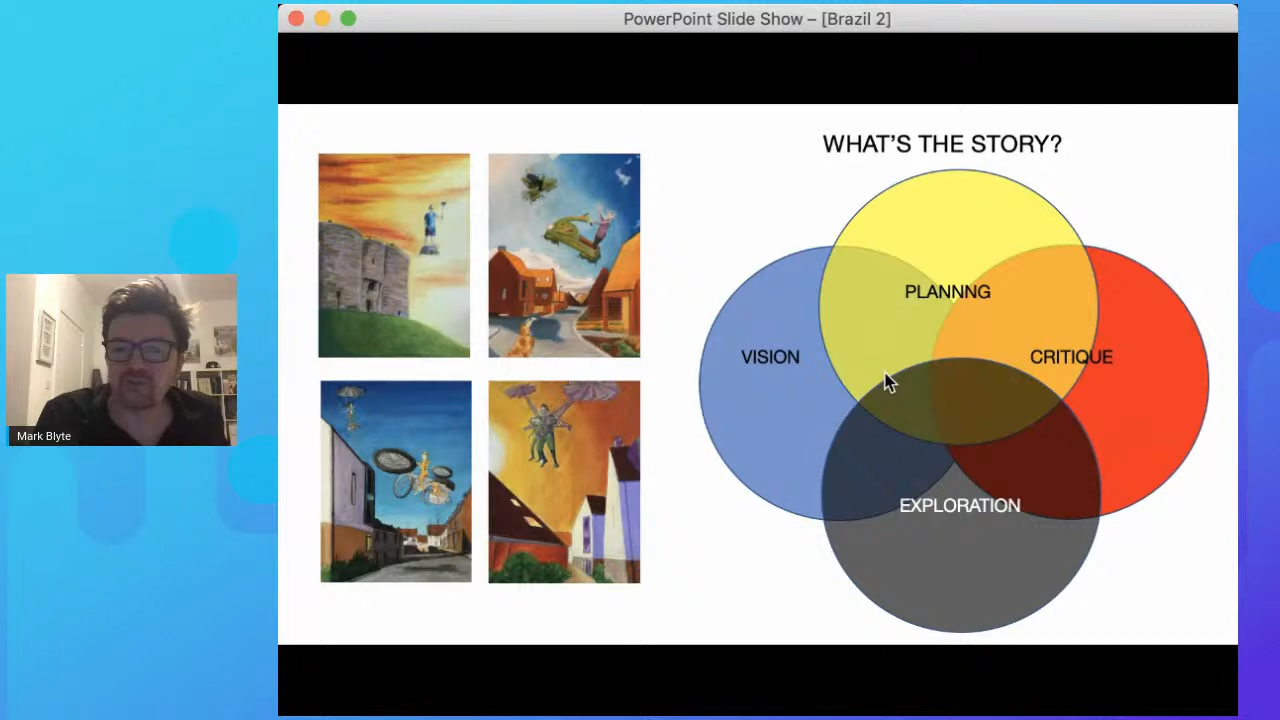 PowerPoint Slide Show – [Brazil 2]
WHAT'S THE STORY?
PLANNNG
VISION
CRITIQUE
EXPLORATION
Mark Blyte